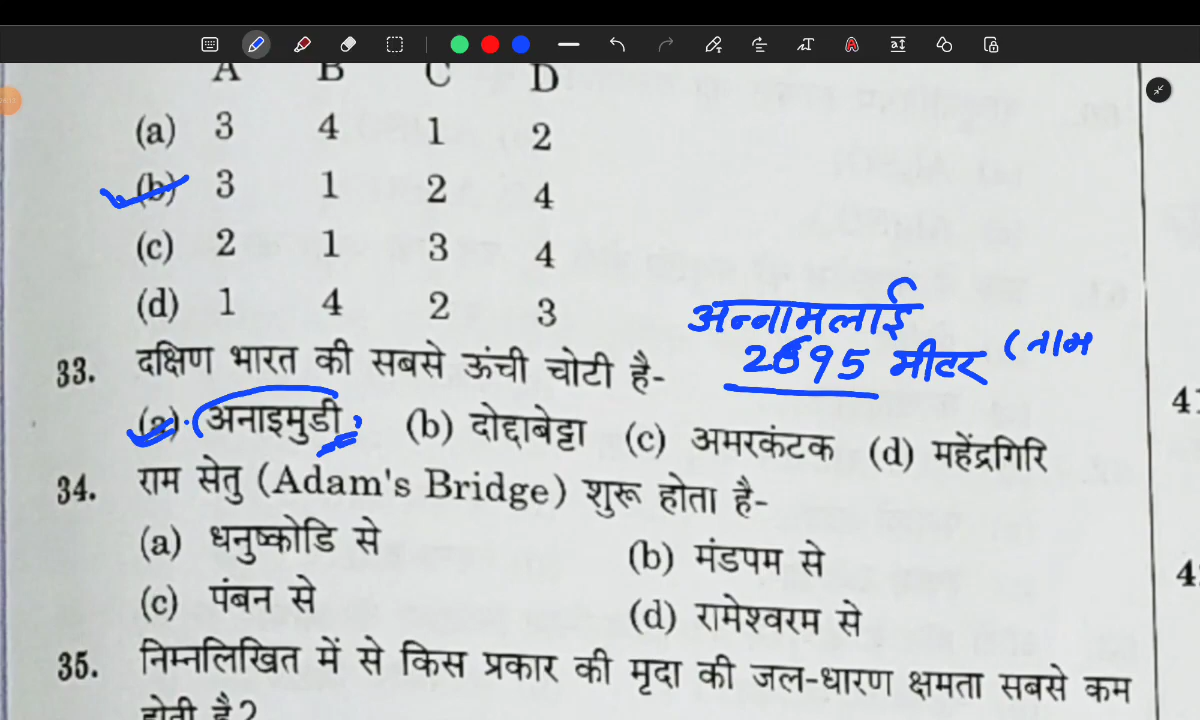 A B C D
(a) 3 4 1 2
(b) 3 1 2 4
(c) 2 1 3 4
(d) 1 4 2 3
अन्नामलाई
2695 मीटर
33. दक्षिण भारत की सबसे ऊंची चोटी है-
(a) अनाइमुडी (b) दोद्दाबेट्टा (c) अमरकंटक (d) महेंद्रगिरि
34. राम सेतु (Adam's Bridge) शुरू होता है-
(a) धनुष्कोडि से (b) मंडपम से
(c) पंबन से (d) रामेश्वरम से
35. निम्नलिखित में से किस प्रकार की मृदा की जल-धारण क्षमता सबसे कम
होती है?